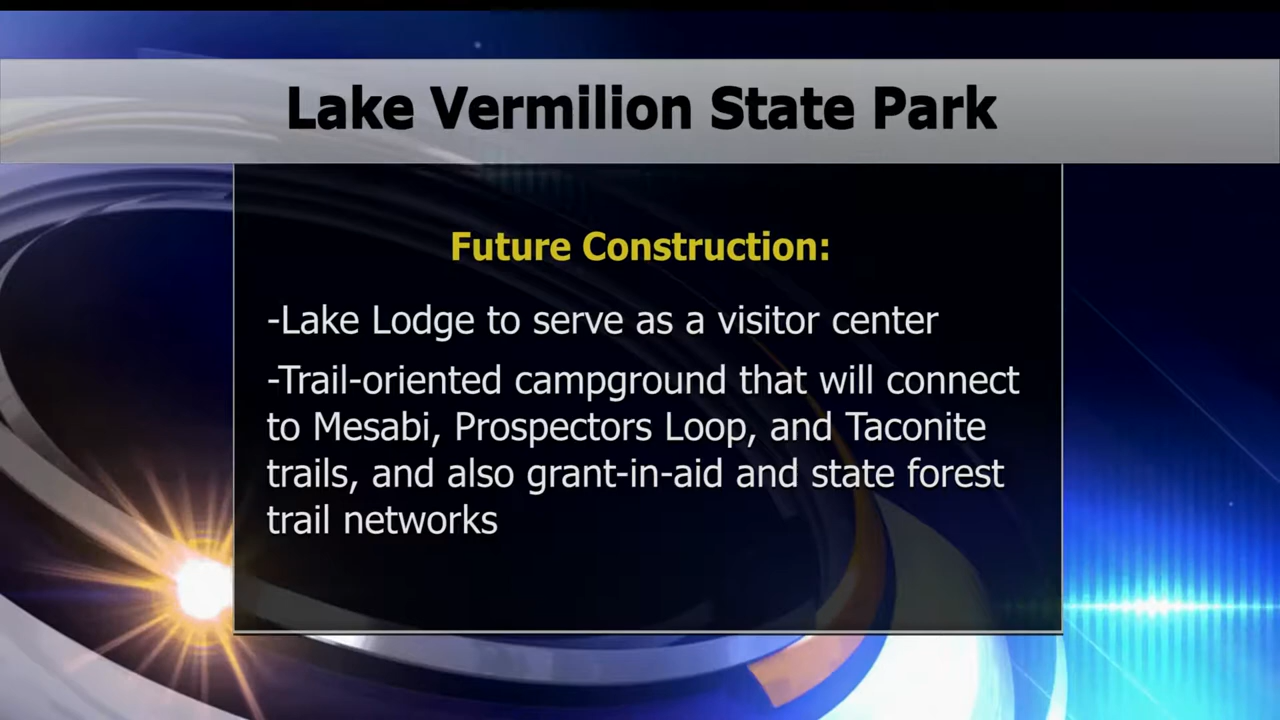 Lake Vermilion State Park
Future Construction:
-Lake Lodge to serve as a visitor center
-Trail-oriented campground that will connect
to Mesabi, Prospectors Loop, and Taconite
trails, and also grant-in-aid and state forest
trail networks